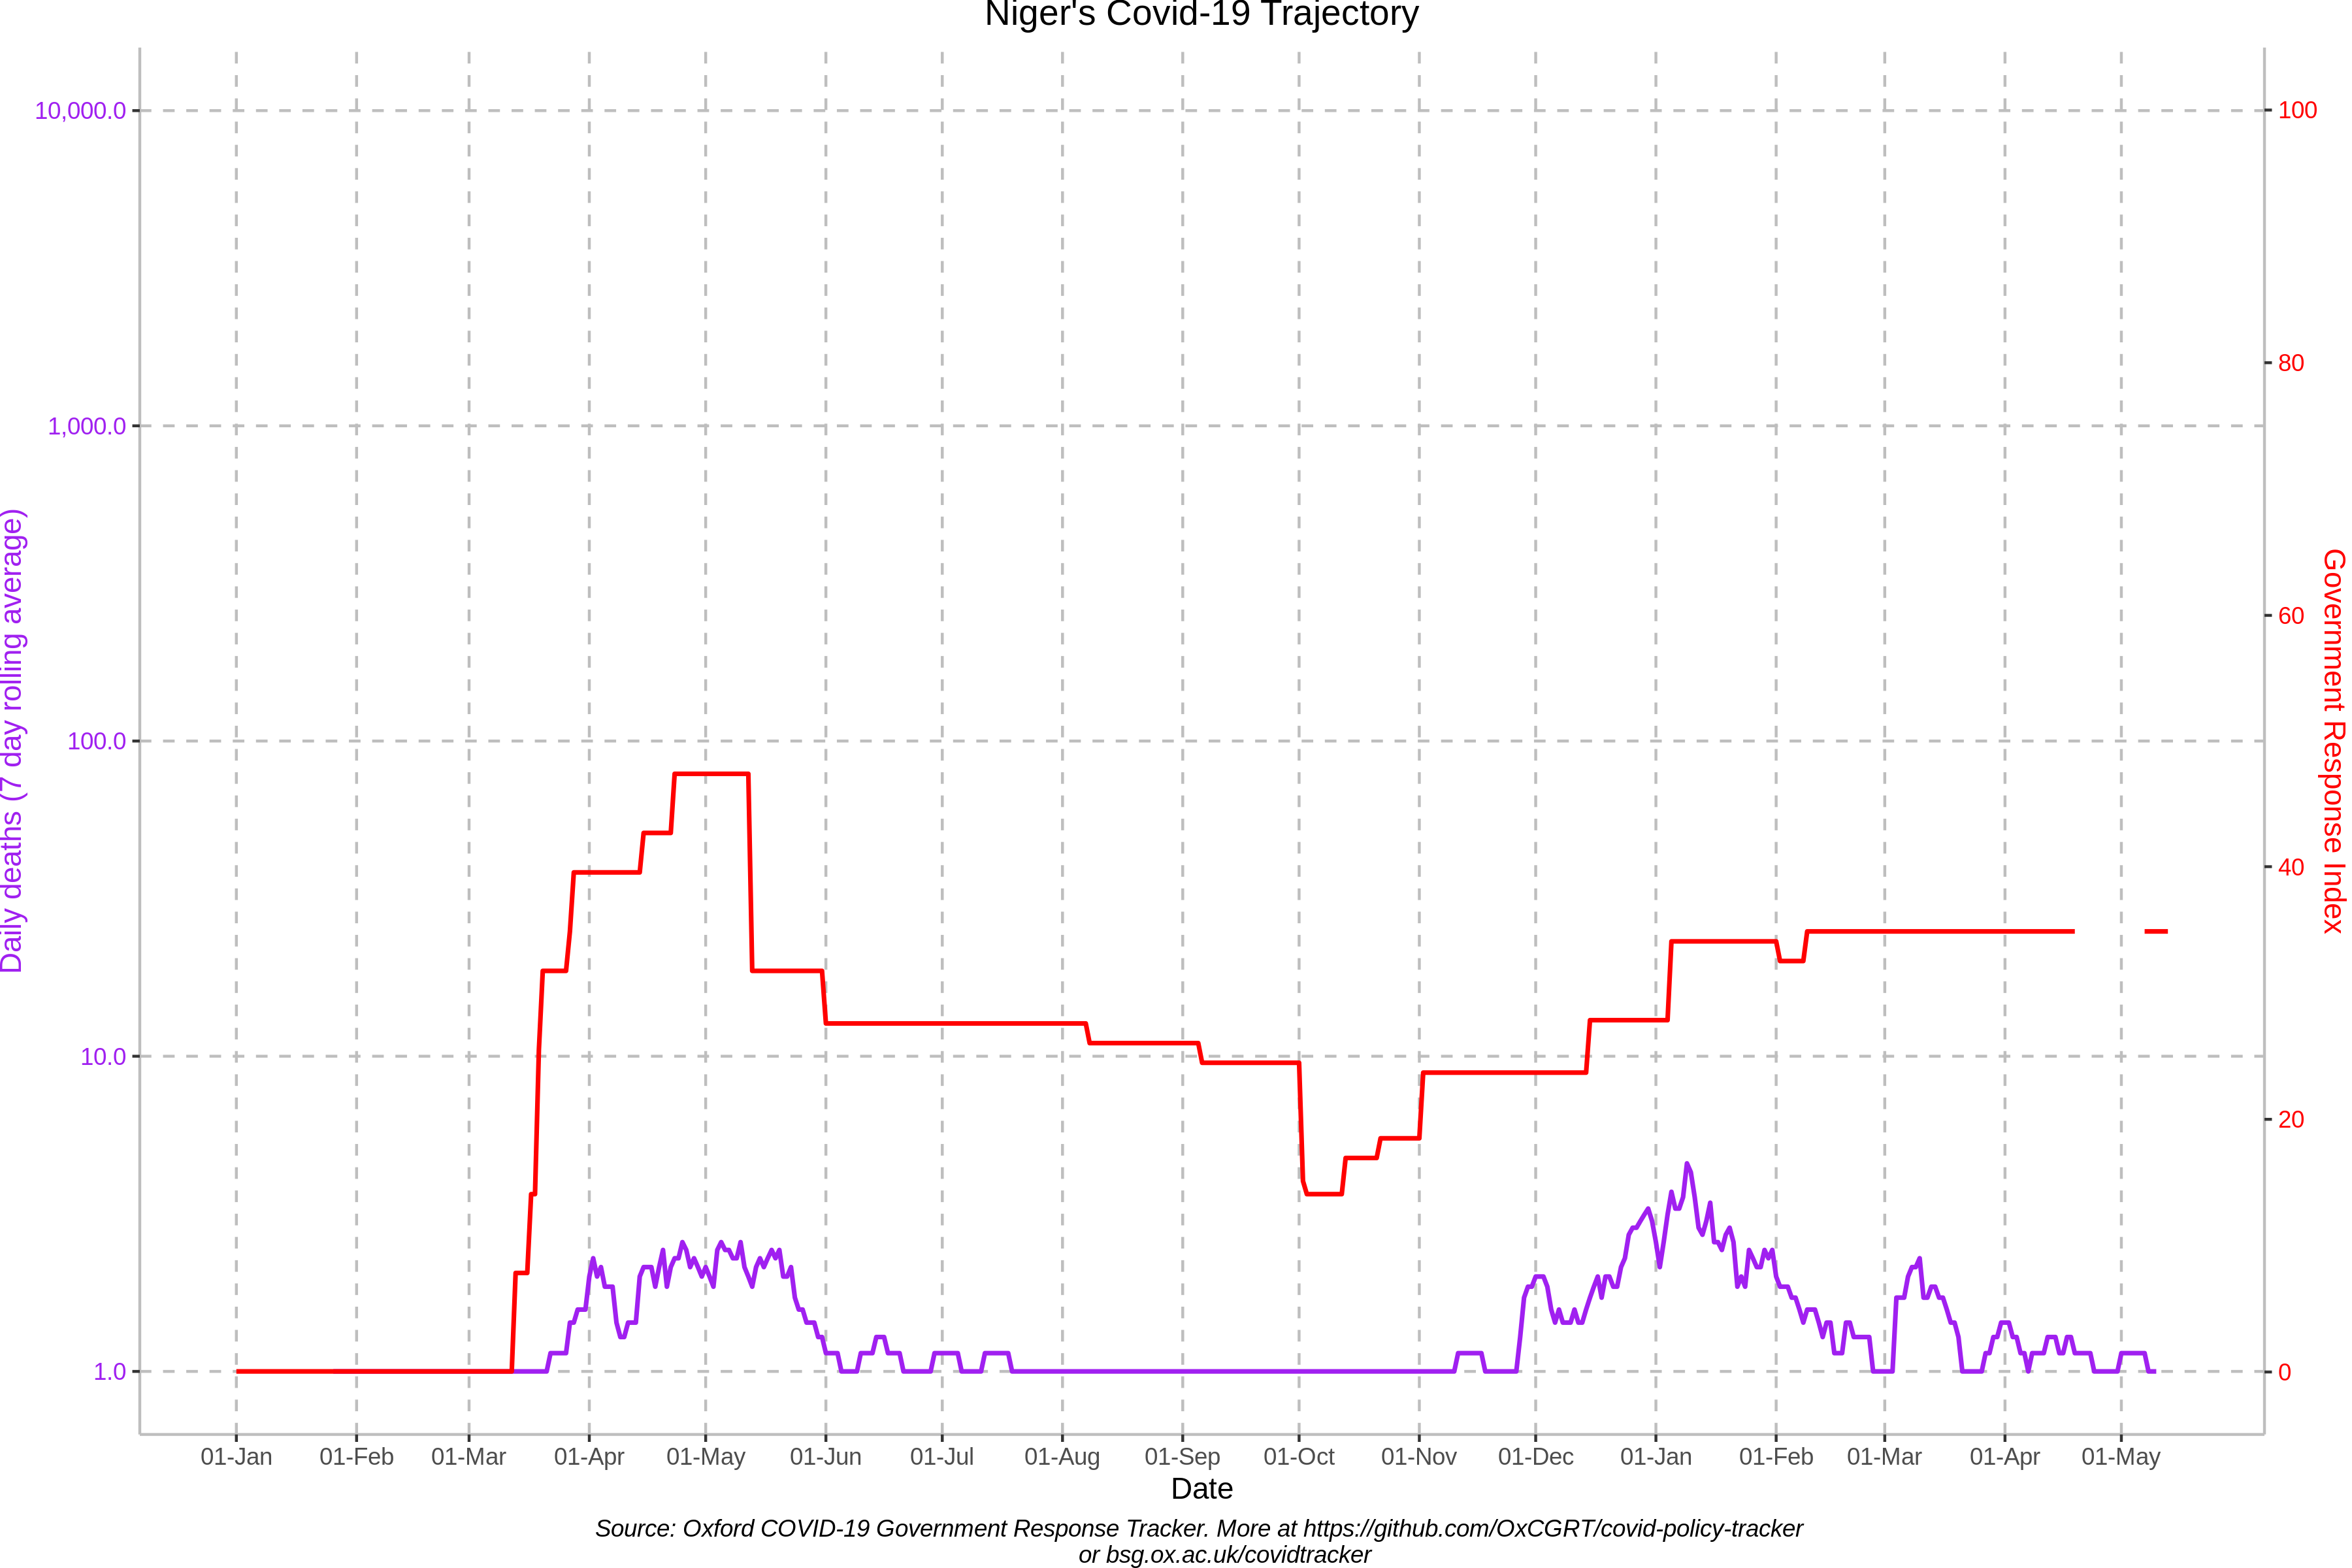 Niger's Covid-19 Trajectory
Daily deaths (7 day rolling average)
10,000.0
1,000.0
100.0
10.0
1.0
100
80
60
40
20
0
Government Response Index
01-Jan 01-Feb 01-Mar 01-Apr 01-May 01-Jun 01-Jul 01-Aug 01-Sep 01-Oct 01-Nov 01-Dec 01-Jan 01-Feb 01-Mar 01-Apr 01-May
Date
Source: Oxford COVID-19 Government Response Tracker. More at https://github.com/OxCGRT/covid-policy-tracker
or bsg.ox.ac.uk/covidtracker